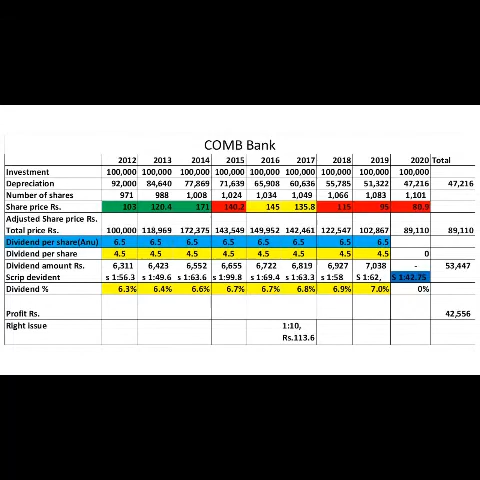 COMB Bank
2012 2013 2014 2015 2016 2017 2018 2019 2020 Total
Investment 100,000 100,000 100,000 100,000 100,000 100,000 100,000 100,000 100,000
Depreciation 92,000 84,640 77,869 71,639 65,908 60,636 55,785 51,322 47,216 47,216
Number of shares 971 988 1,008 1,024 1,034 1,049 1,066 1,083 1,101
Share price Rs. 103 120.4 171 140.2 145 135.8 115 95 80.9
Adjusted Share price Rs.
Total price Rs. 100,000 118,969 172,375 143,549 149,952 142,461 122,547 102,867 89,110 89,110
Dividend per share(Anu) 6.5 6.5 6.5 6.5 6.5 6.5 6.5 6.5
Dividend per share 4.5 4.5 4.5 4.5 4.5 4.5 4.5 4.5 0
Dividend amount Rs. 6,311 6,423 6,552 6,655 6,722 6,819 6,927 7,038 - 53,447
Scrip devident s 1:56.3 s 1:49.6 s 1:63.6 s 1:99.8 s 1:69.4 s 1:63.3 s 1:58 S 1:62, S 1:42.75
Dividend % 6.3% 6.4% 6.6% 6.7% 6.7% 6.8% 6.9% 7.0% 0%
Profit Rs. 42,556
Right issue 1:10,
Rs.113.6